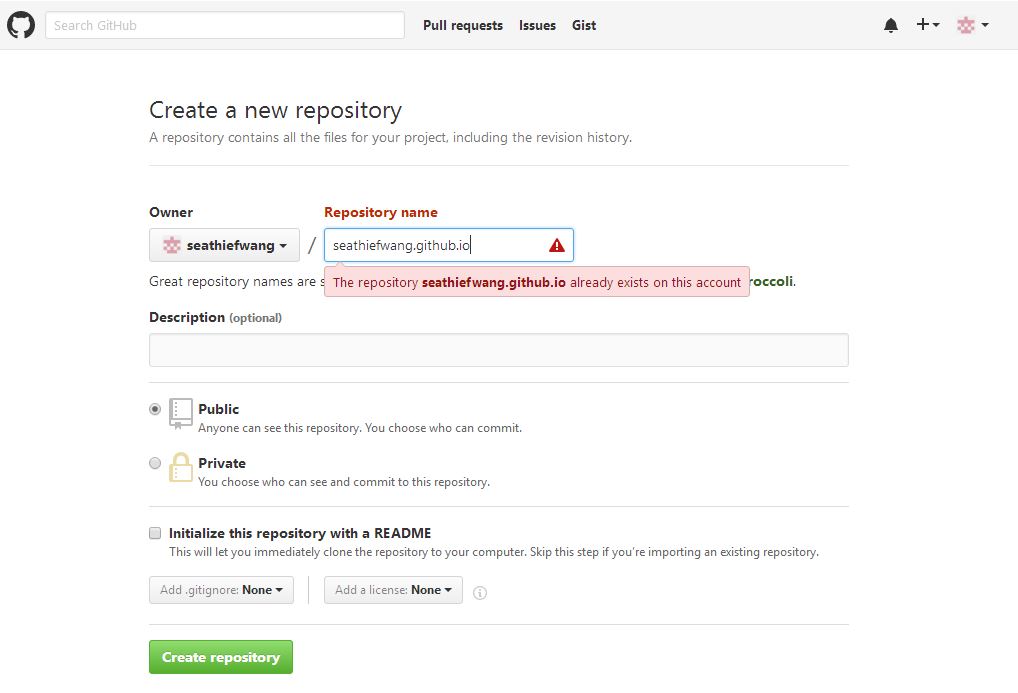 Search GitHub Pull requests Issues Gist
Create a new repository
A repository contains all the files for your project, including the revision history.
Owner Repository name
seathiefwang / seathiefwang.github.io
The repository seathiefwang.github.io already exists on this account
Great repository names are
Description (optional)
Public
Anyone can see this repository. You choose who can commit.
Private
You choose who can see and commit to this repository.
Initialize this repository with a README
This will let you immediately clone the repository to your computer. Skip this step if you’re importing an existing repository.
Add .gitignore: None Add a license: None
Create repository